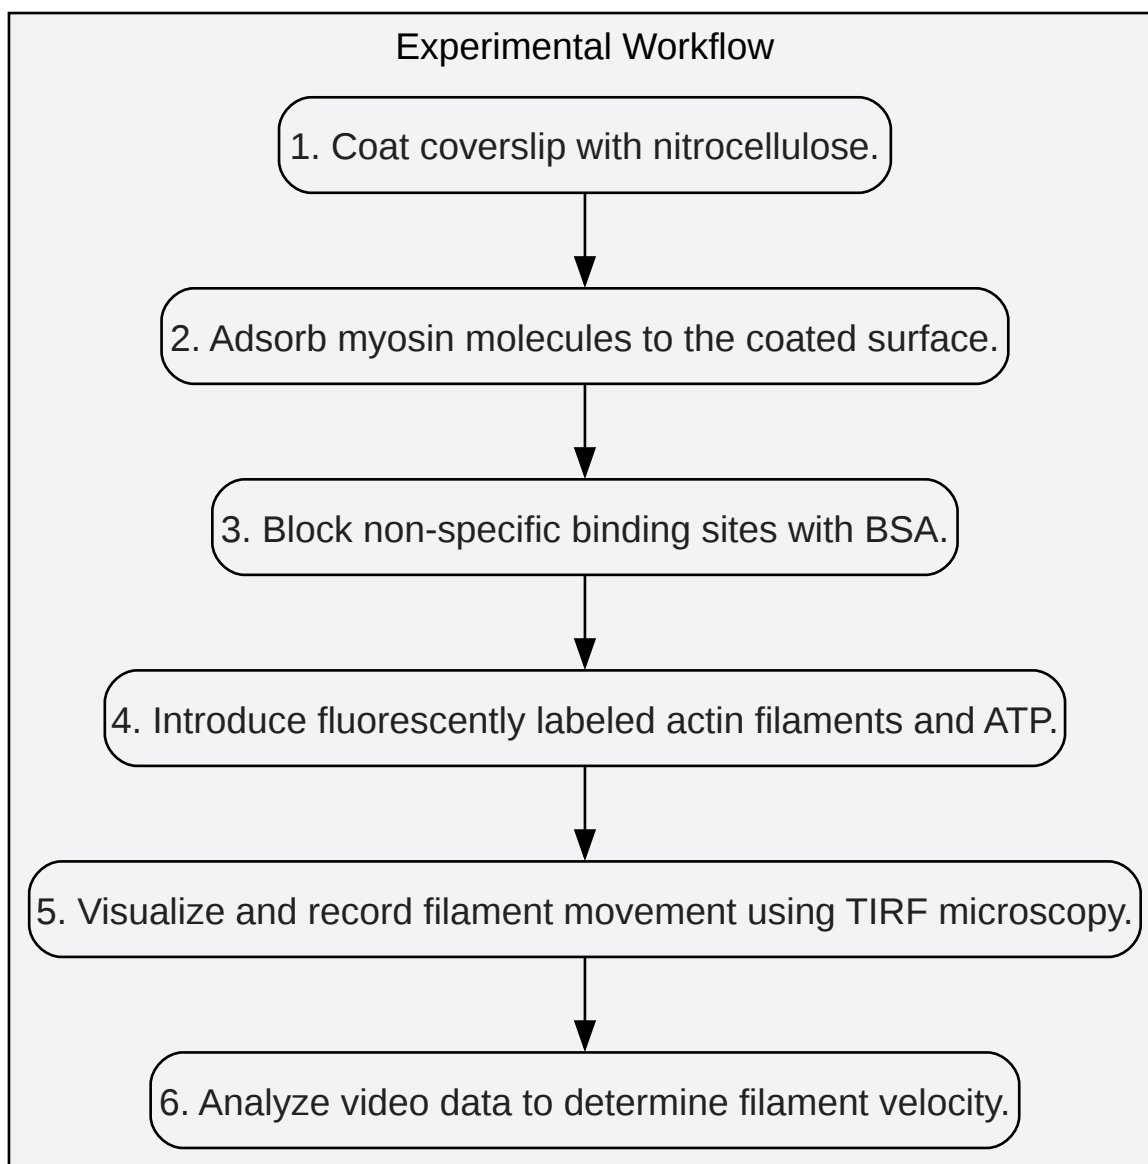 Experimental Workflow
1. Coat coverslip with nitrocellulose.
2. Adsorb myosin molecules to the coated surface.
3. Block non-specific binding sites with BSA.
4. Introduce fluorescently labeled actin filaments and ATP.
5. Visualize and record filament movement using TIRF microscopy.
6. Analyze video data to determine filament velocity.